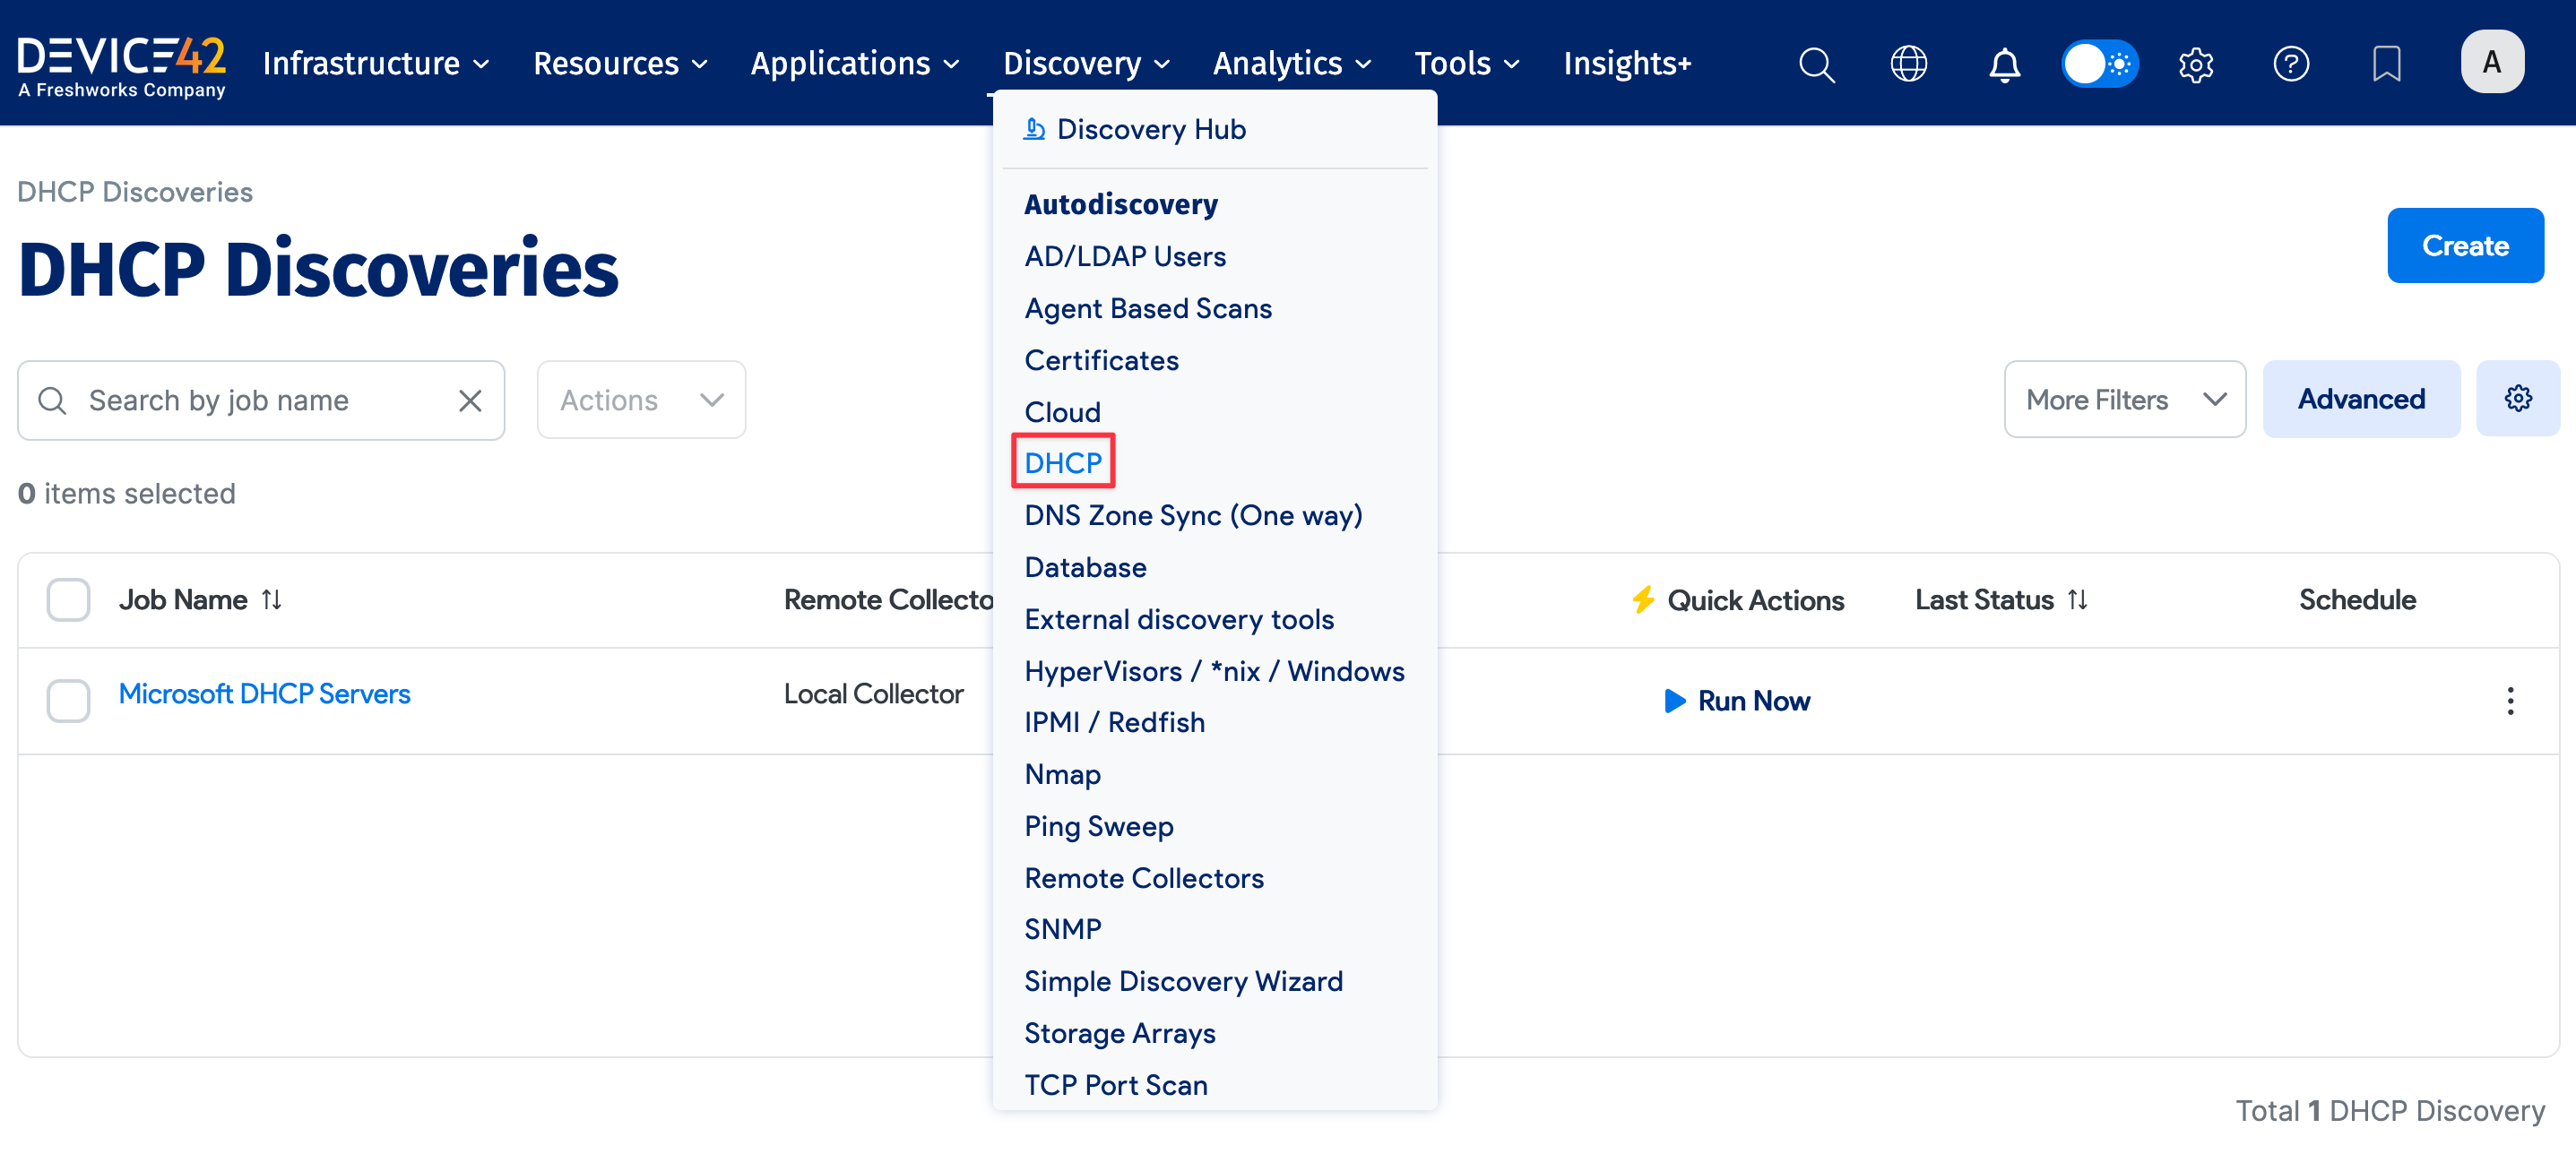 DEVICE42
A Freshworks Company
Infrastructure
Resources
Applications
Discovery
Analytics
Tools
Insights+
A
Discovery Hub
Autodiscovery
AD/LDAP Users
Agent Based Scans
Certificates
Cloud
DHCP
DNS Zone Sync (One way)
Database
External discovery tools
HyperVisors / *nix / Windows
IPMI / Redfish
Nmap
Ping Sweep
Remote Collectors
SNMP
Simple Discovery Wizard
Storage Arrays
TCP Port Scan
DHCP Discoveries
DHCP Discoveries
Create
Search by job name
Actions
More Filters
Advanced
0 items selected
Job Name
Remote Collecto
Quick Actions
Last Status
Schedule
Microsoft DHCP Servers
Local Collector
Run Now
Total 1 DHCP Discovery